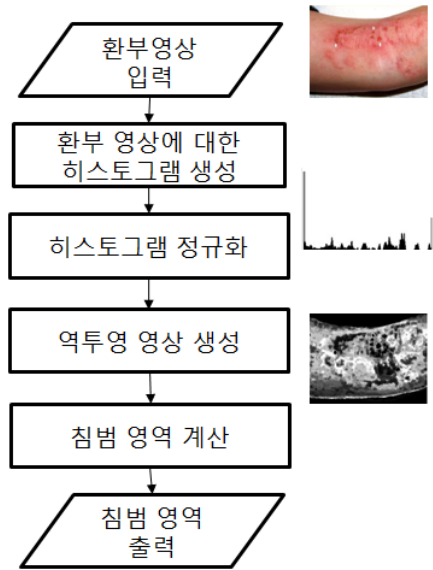 환부영상
입력
환부 영상에 대한
히스토그램 생성
히스토그램 정규화
역투영 영상 생성
침범 영역 계산
침범 영역
출력